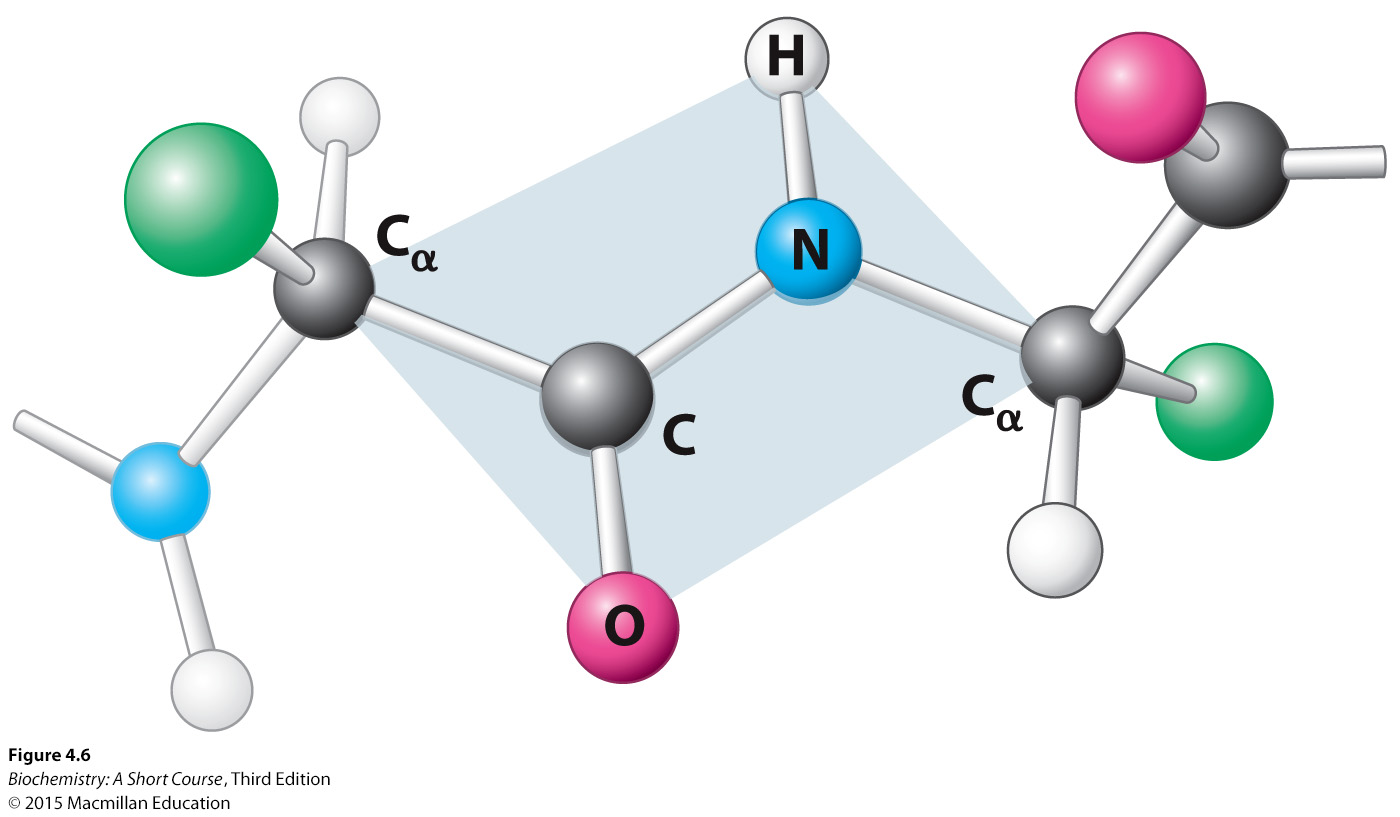 H
Cα
N
Cα
C
O
Figure 4.6
Biochemistry: A Short Course, Third Edition
© 2015 Macmillan Education